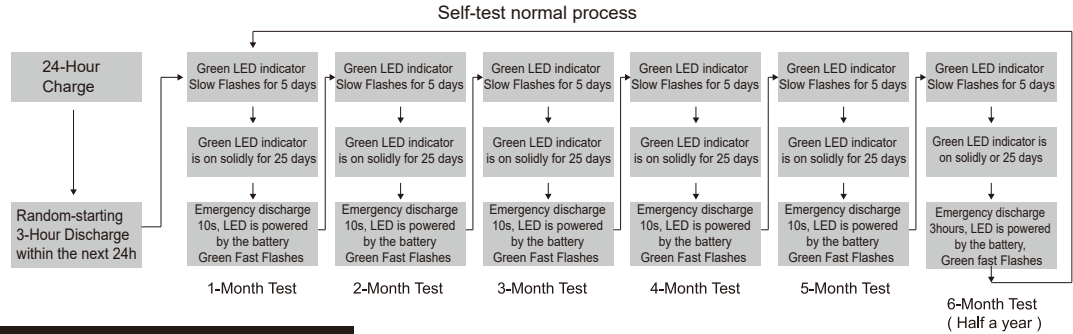 Self-test normal process
24-Hour
Charge
Random-starting
3-Hour Discharge
within the next 24h
Green LED indicator
Slow Flashes for 5 days
Green LED indicator
is on solidly for 25 days
Emergency discharge
10s, LED is powered
by the battery
Green Fast Flashes
1-Month Test
Green LED indicator
Slow Flashes for 5 days
Green LED indicator
is on solidly for 25 days
Emergency discharge
10s, LED is powered
by the battery
Green Fast Flashes
2-Month Test
Green LED indicator
Slow Flashes for 5 days
Green LED indicator
is on solidly for 25 days
Emergency discharge
10s, LED is powered
by the battery
Green Fast Flashes
3-Month Test
Green LED indicator
Slow Flashes for 5 days
Green LED indicator
is on solidly for 25 days
Emergency discharge
10s, LED is powered
by the battery
Green Fast Flashes
4-Month Test
Green LED indicator
Slow Flashes for 5 days
Green LED indicator
is on solidly for 25 days
Emergency discharge
10s, LED is powered
by the battery
Green Fast Flashes
5-Month Test
Green LED indicator
Slow Flashes for 5 days
Green LED indicator is
on solidly or 25 days
Emergency discharge
3hours, LED is powered
by the battery,
Green fast Flashes
6-Month Test
( Half a year )